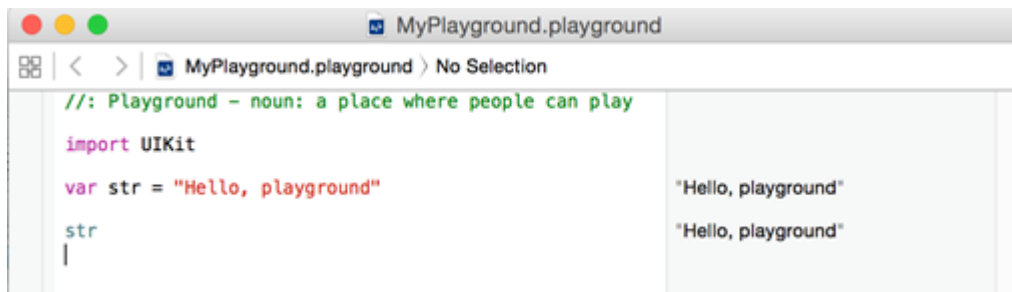 MyPlayground.playground
MyPlayground.playground 〉 No Selection
//: Playground – noun: a place where people can play
import UIKit
var str = "Hello, playground"
"Hello, playground"
str
"Hello, playground"